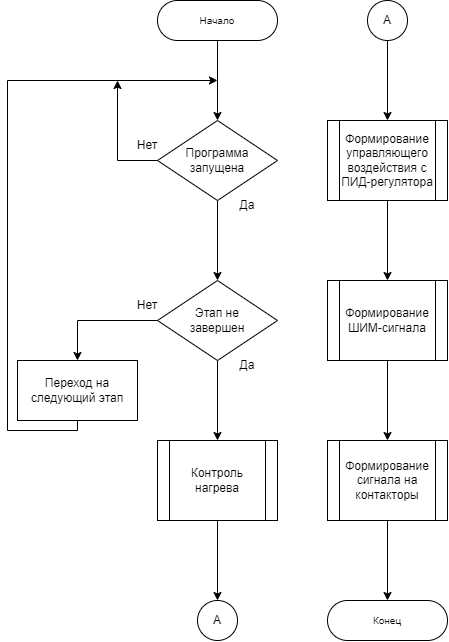 Начало
Нет
Программа
запущена
Да
Нет
Этап не
завершен
Да
Переход на
следующий этап
Контроль
нагрева
А
А
Формирование
управляющего
воздействия с
ПИД-регулятора
Формирование
ШИМ-сигнала
Формирование
сигнала на
контакторы
Конец